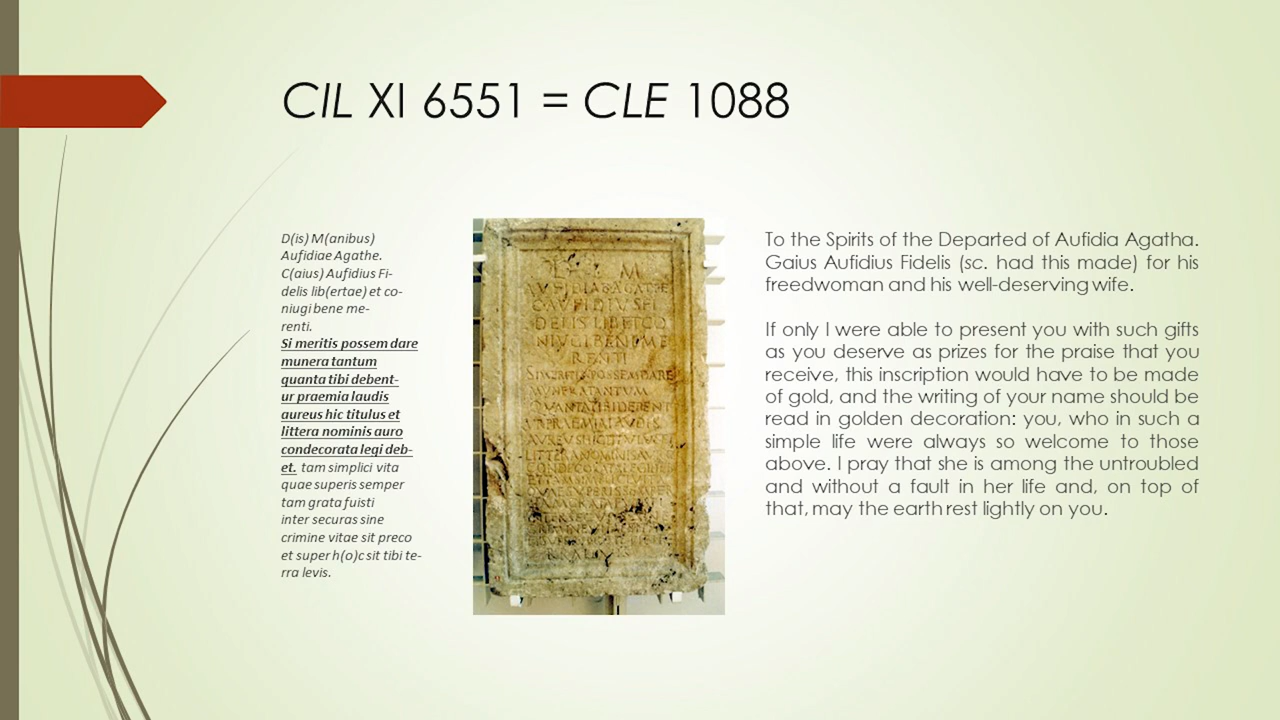 CIL XI 6551 = CLE 1088
D(is) M(anibus)
Aufidiae Agathe.
C(aius) Aufidius Fi-
delis lib(ertae) et co-
niugi bene me-
renti.
Si meritis possem dare
munera tantum
quanta tibi debent-
ur praemia laudis
aureus hic titulus et
littera nominis auro
condecorata legi deb-
et. tam simplici vita
quae superis semper
tam grata fuisti
inter securas sine
crimine vitae sit preco
et super h(o)c sit tibi te-
rra levis.
M
DELIS LIB ET CO
NIVGI BENE ME
RENTI
To the Spirits of the Departed of Aufidia Agatha.
Gaius Aufidius Fidelis (sc. had this made) for his
freedwoman and his well-deserving wife.
If only I were able to present you with such gifts
as you deserve as prizes for the praise that you
receive, this inscription would have to be made
of gold, and the writing of your name should be
read in golden decoration: you, who in such a
simple life were always so welcome to those
above. I pray that she is among the untroubled
and without a fault in her life and, on top of
that, may the earth rest lightly on you.